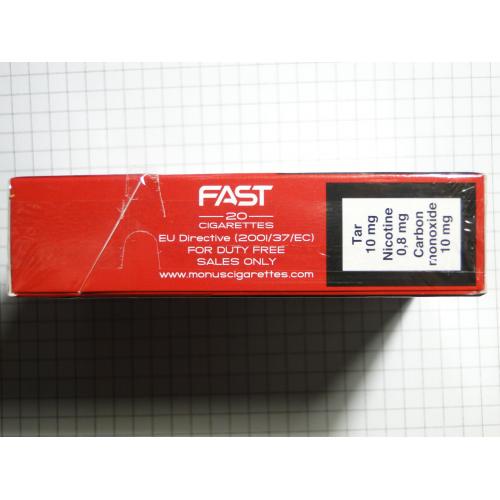 FAST
20
CIGARETTES
EU Directive (2001/37/EC)
FOR DUTY FREE
SALES ONLY
www.monuscigarettes.com
Tar
10 mg
Nicotine
0,8 mg
Carbon
monoxide
10 mg